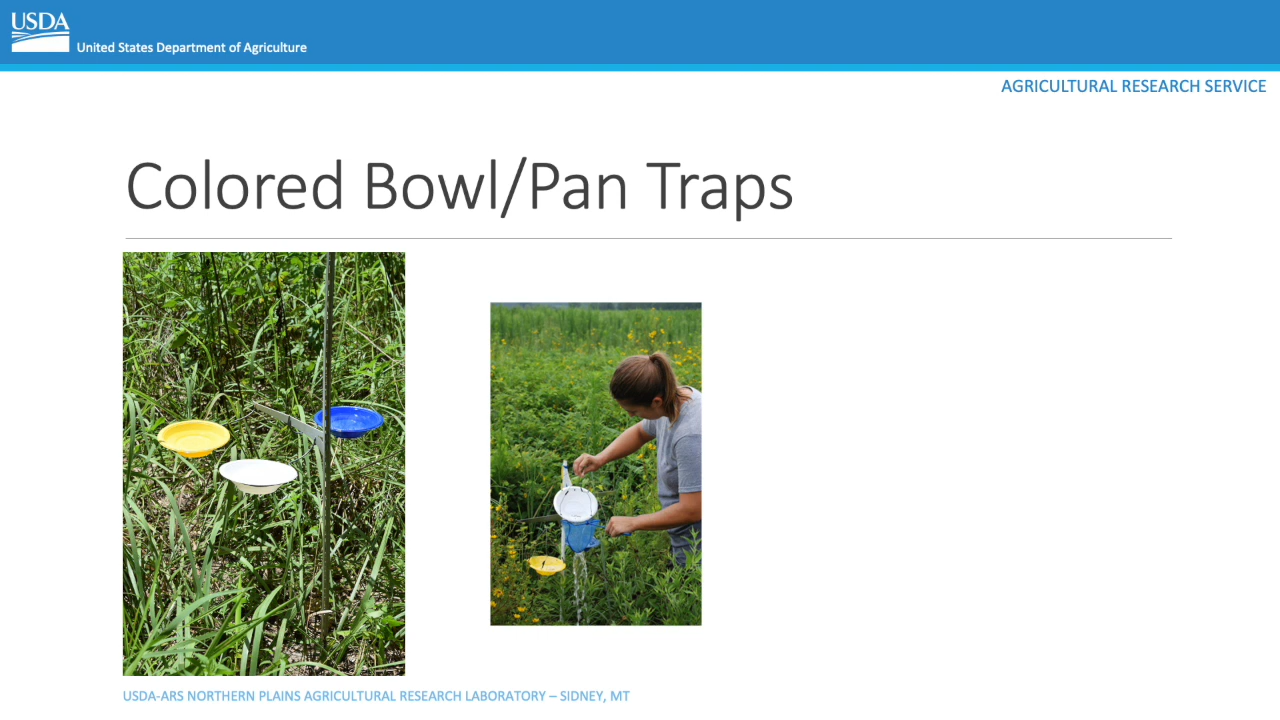 USDA
United States Department of Agriculture
AGRICULTURAL RESEARCH SERVICE
Colored Bowl/Pan Traps
USDA-ARS NORTHERN PLAINS AGRICULTURAL RESEARCH LABORATORY – SIDNEY, MT